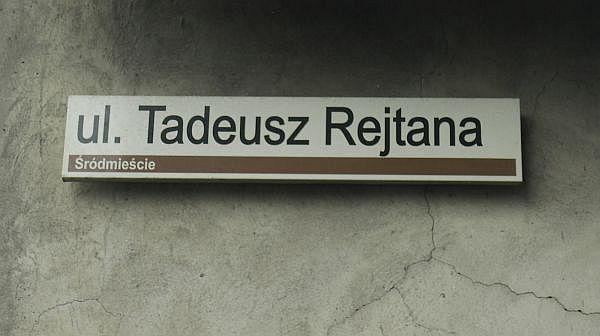 ul. Tadeusz Rejtana
Śródmieście